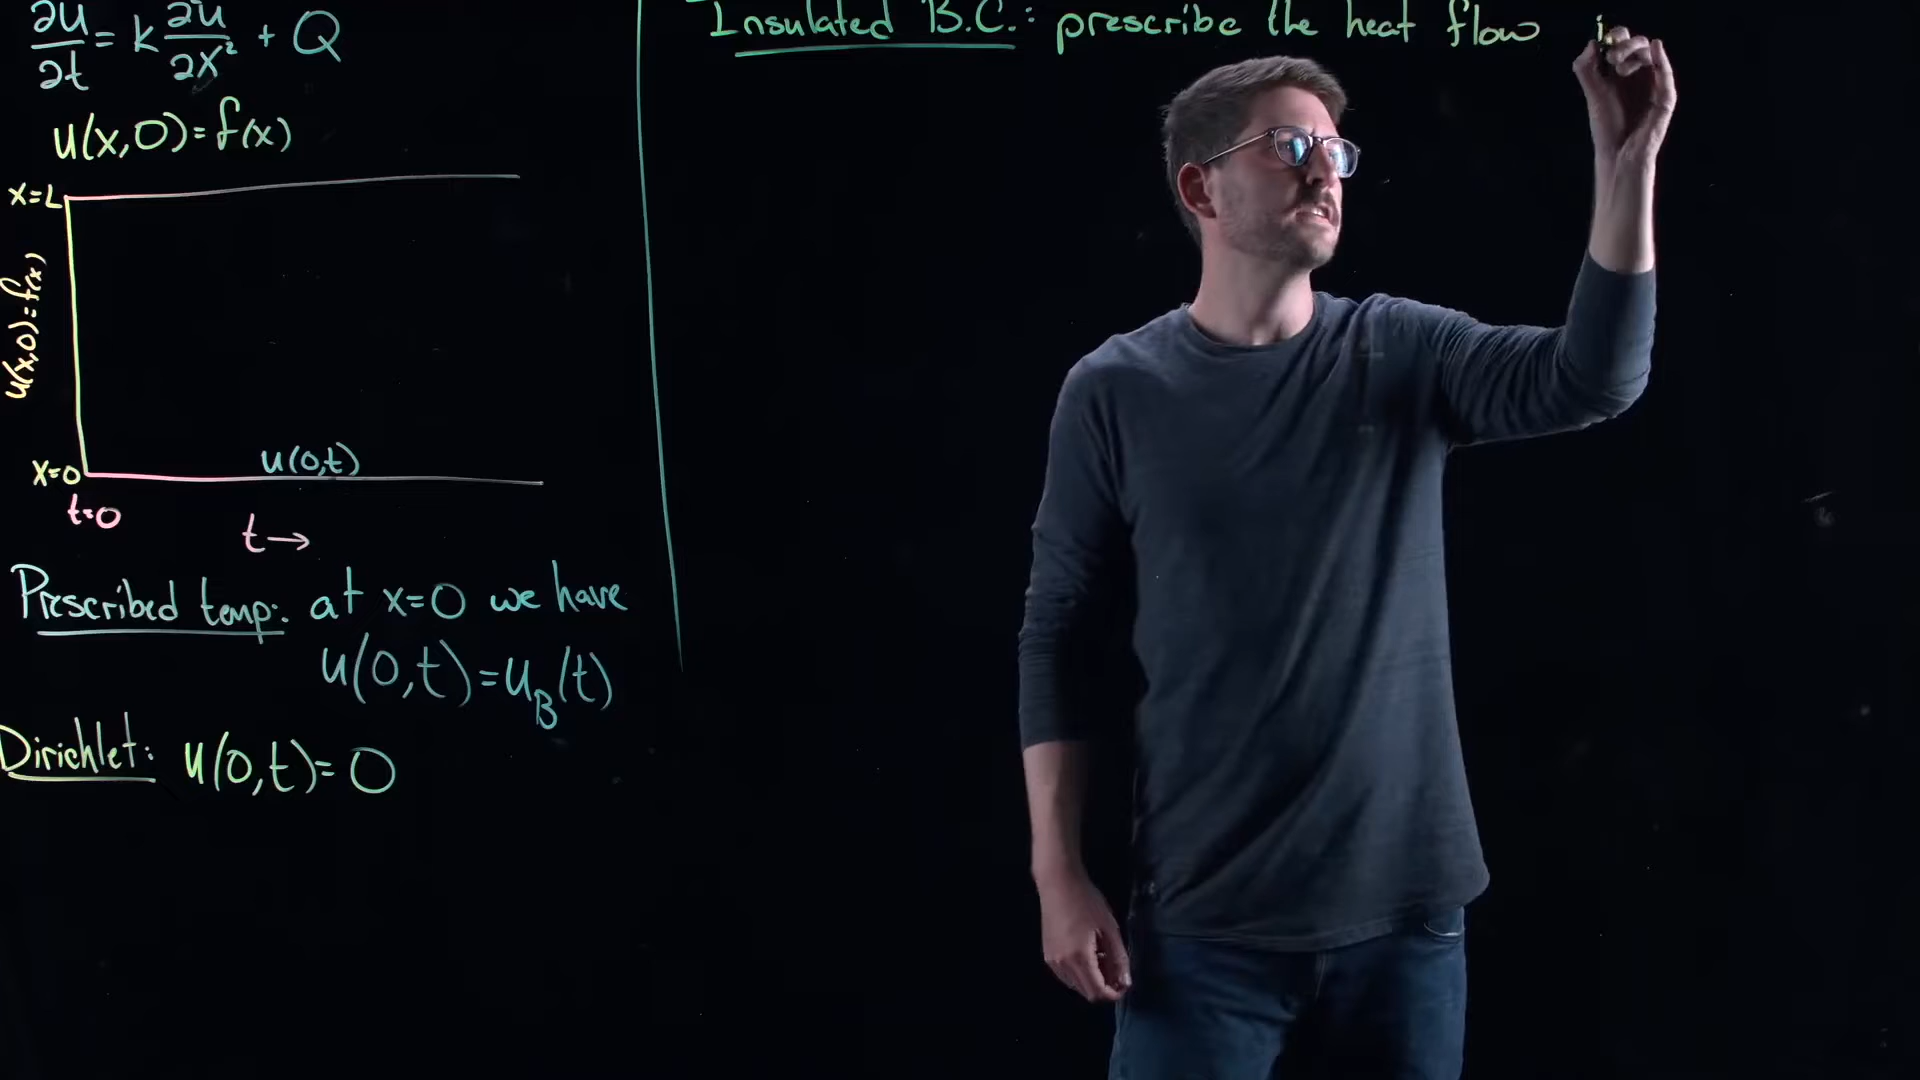 ∂u/∂t = k ∂²u/∂x² + Q
u(x,0)=f(x)
x=L
u(x,0)=f(x)
u(0,t)
x=0
t=0
t→
Prescribed temp: at x=0 we have
u(0,t)=u_B(t)
Dirichlet: u(0,t)=0
Insulated B.C.: prescribe the heat flow